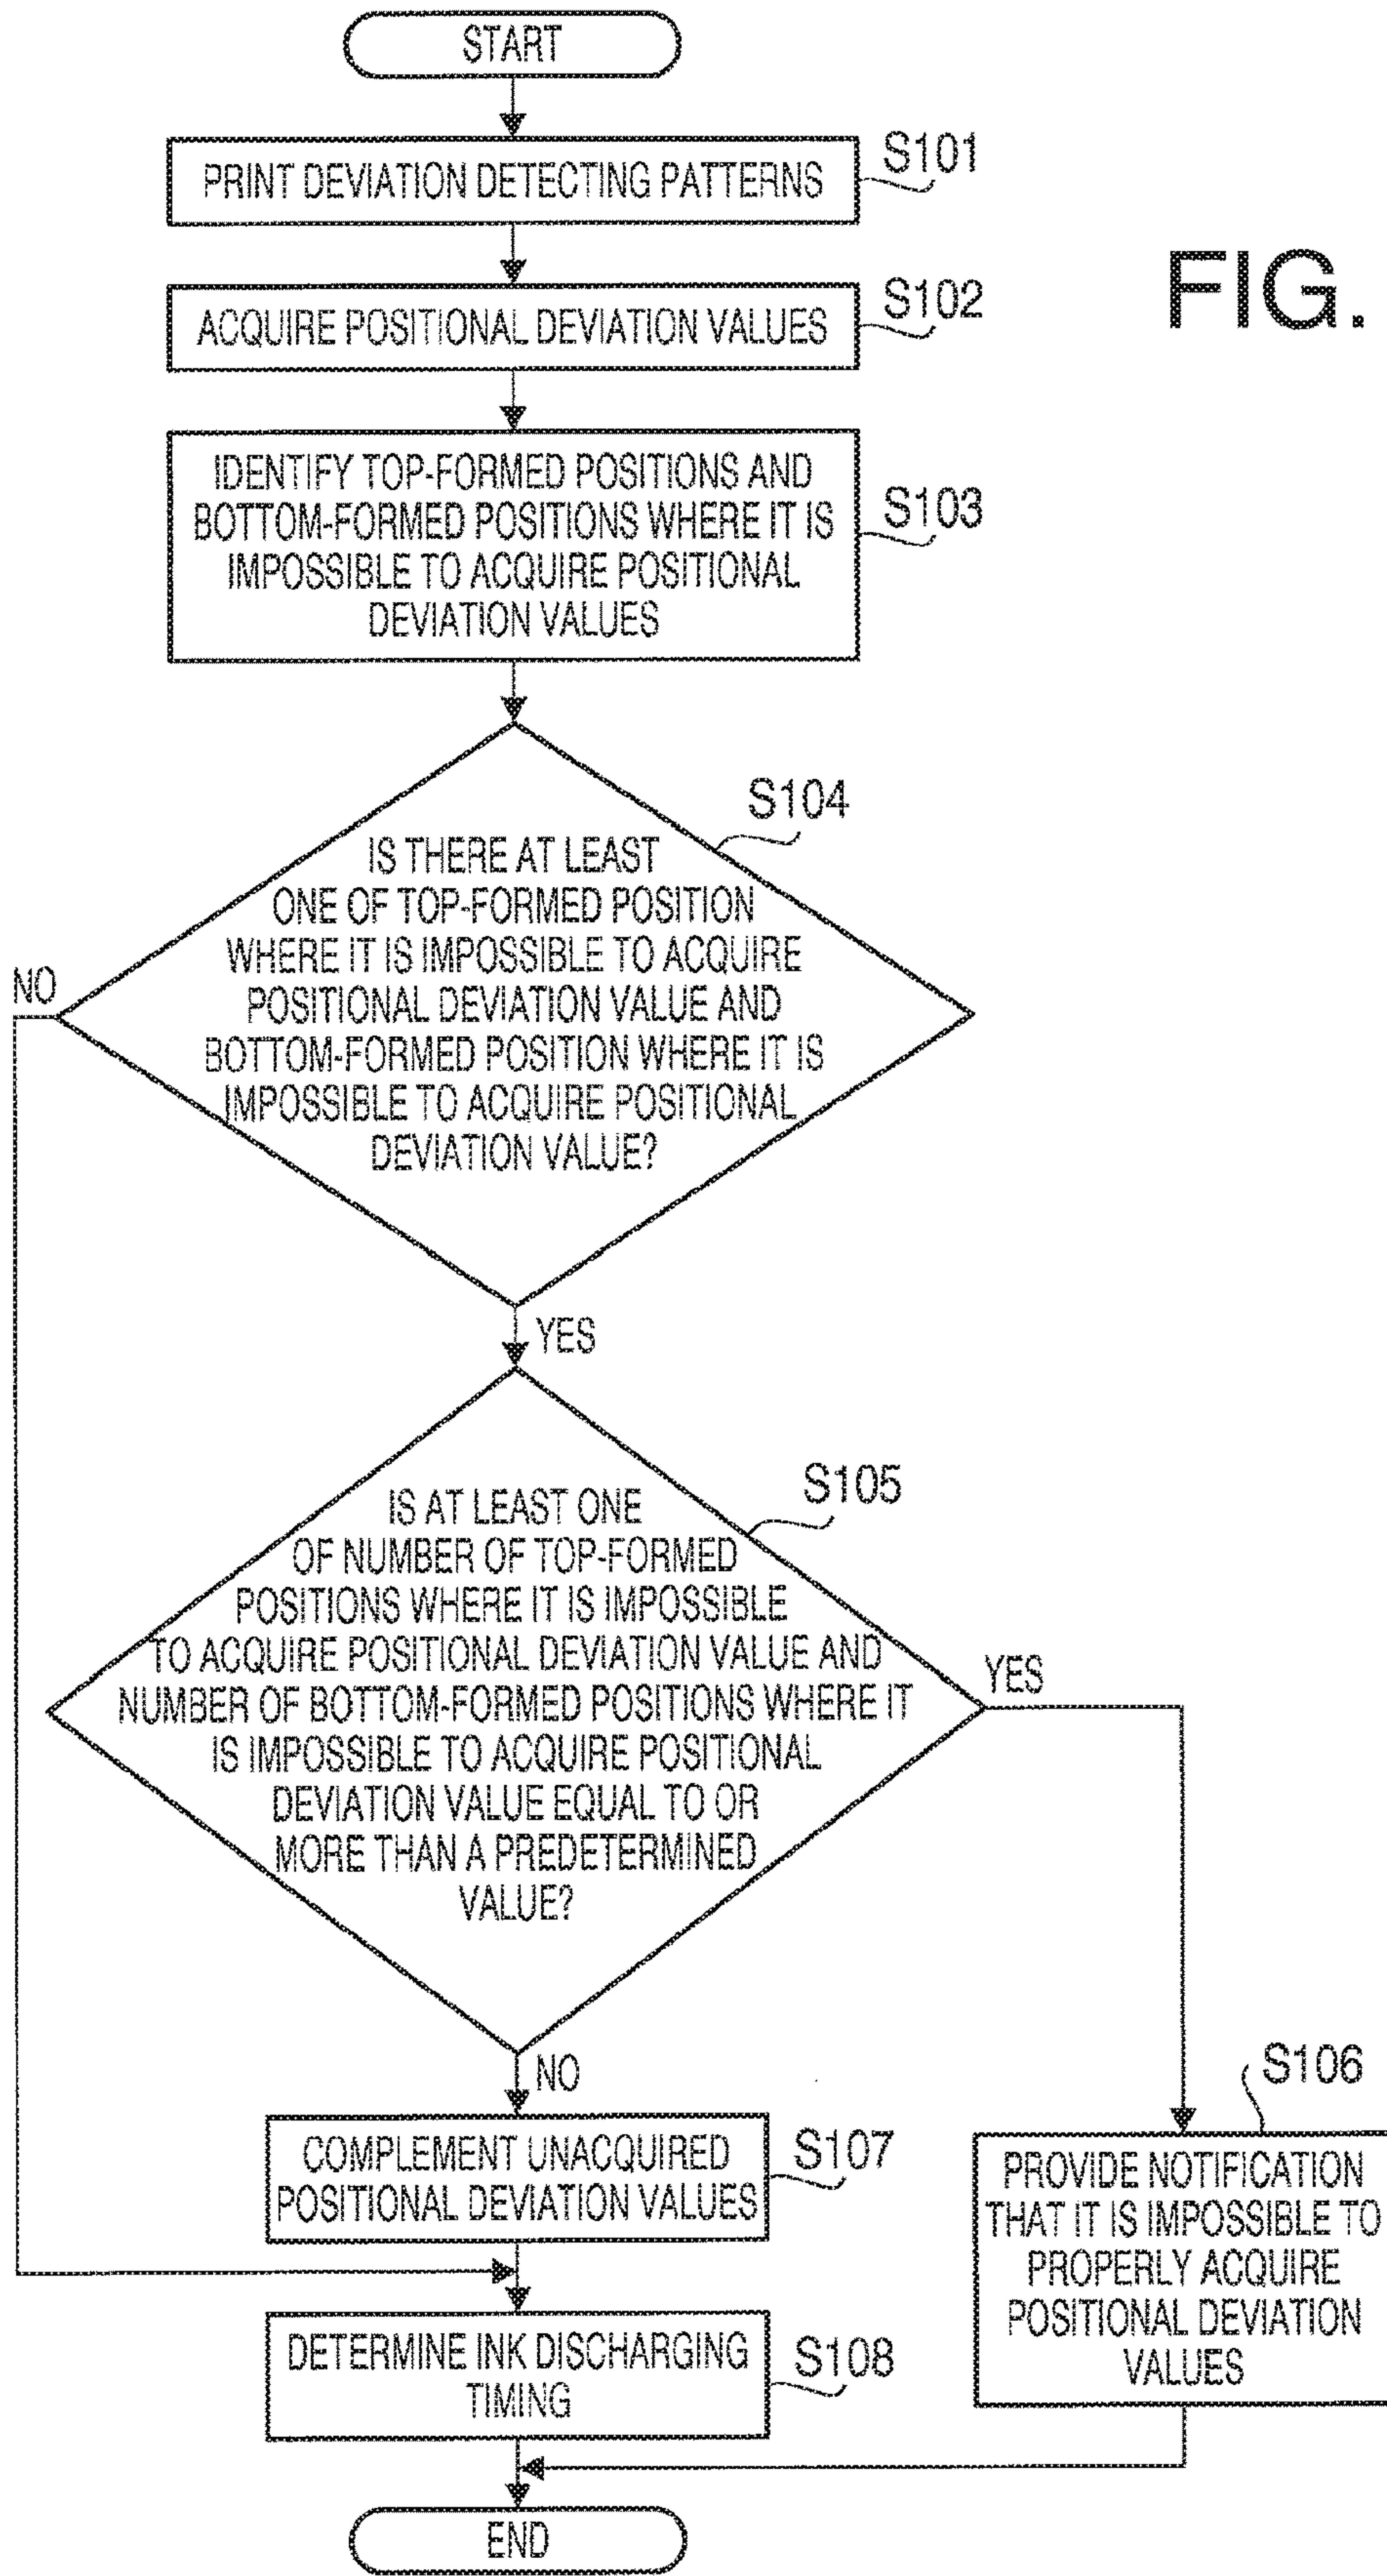 START
PRINT DEVIATION DETECTING PATTERNS
S101
FIG.
ACQUIRE POSITIONAL DEVIATION VALUES
S102
IDENTIFY TOP-FORMED POSITIONS AND
BOTTOM-FORMED POSITIONS WHERE IT IS
IMPOSSIBLE TO ACQUIRE POSITIONAL
DEVIATION VALUES
S103
S104
IS THERE AT LEAST
ONE OF TOP-FORMED POSITION
WHERE IT IS IMPOSSIBLE TO ACQUIRE
POSITIONAL DEVIATION VALUE AND
BOTTOM-FORMED POSITION WHERE IT IS
IMPOSSIBLE TO ACQUIRE POSITIONAL
DEVIATION VALUE?
NO
YES
S105
IS AT LEAST ONE
OF NUMBER OF TOP-FORMED
POSITIONS WHERE IT IS IMPOSSIBLE
TO ACQUIRE POSITIONAL DEVIATION VALUE AND
NUMBER OF BOTTOM-FORMED POSITIONS WHERE IT
IS IMPOSSIBLE TO ACQUIRE POSITIONAL
DEVIATION VALUE EQUAL TO OR
MORE THAN A PREDETERMINED
VALUE?
YES
NO
S106
PROVIDE NOTIFICATION
THAT IT IS IMPOSSIBLE TO
PROPERLY ACQUIRE
POSITIONAL DEVIATION
VALUES
COMPLEMENT UNACQUIRED
POSITIONAL DEVIATION VALUES
S107
DETERMINE INK DISCHARGING
TIMING
S108
END